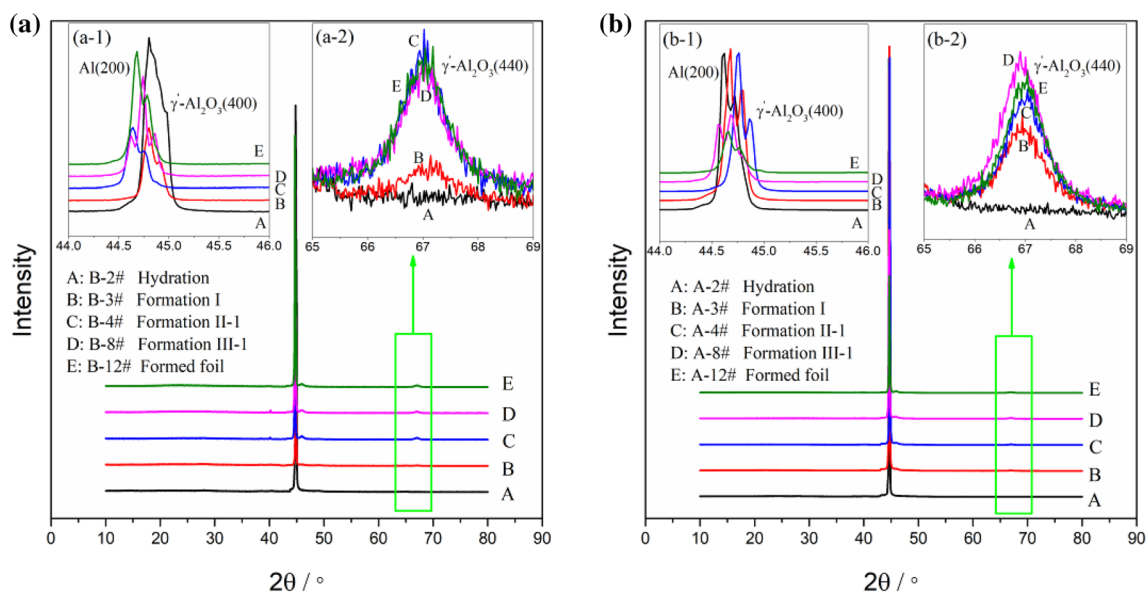 (a)
(a-1)
Al(200)
γ'-Al2O3(400)
E
D
C
B
A
44.0 44.5 45.0 45.5 46.0
(a-2)
C
γ'-Al2O3(440)
E
D
B
A
65 66 67 68 69
A: B-2# Hydration
B: B-3# Formation I
C: B-4# Formation II-1
D: B-8# Formation III-1
E: B-12# Formed foil
E
D
C
B
A
Intensity
0 10 20 30 40 50 60 70 80 90
2θ / °
(b)
(b-1)
Al(200)
γ'-Al2O3(400)
E
D
C
B
A
44.0 44.5 45.0 45.5 46.0
(b-2)
D
γ'-Al2O3(440)
E
C
B
A
65 66 67 68 69
A: A-2# Hydration
B: A-3# Formation I
C: A-4# Formation II-1
D: A-8# Formation III-1
E: A-12# Formed foil
E
D
C
B
A
Intensity
0 10 20 30 40 50 60 70 80 90
2θ / °